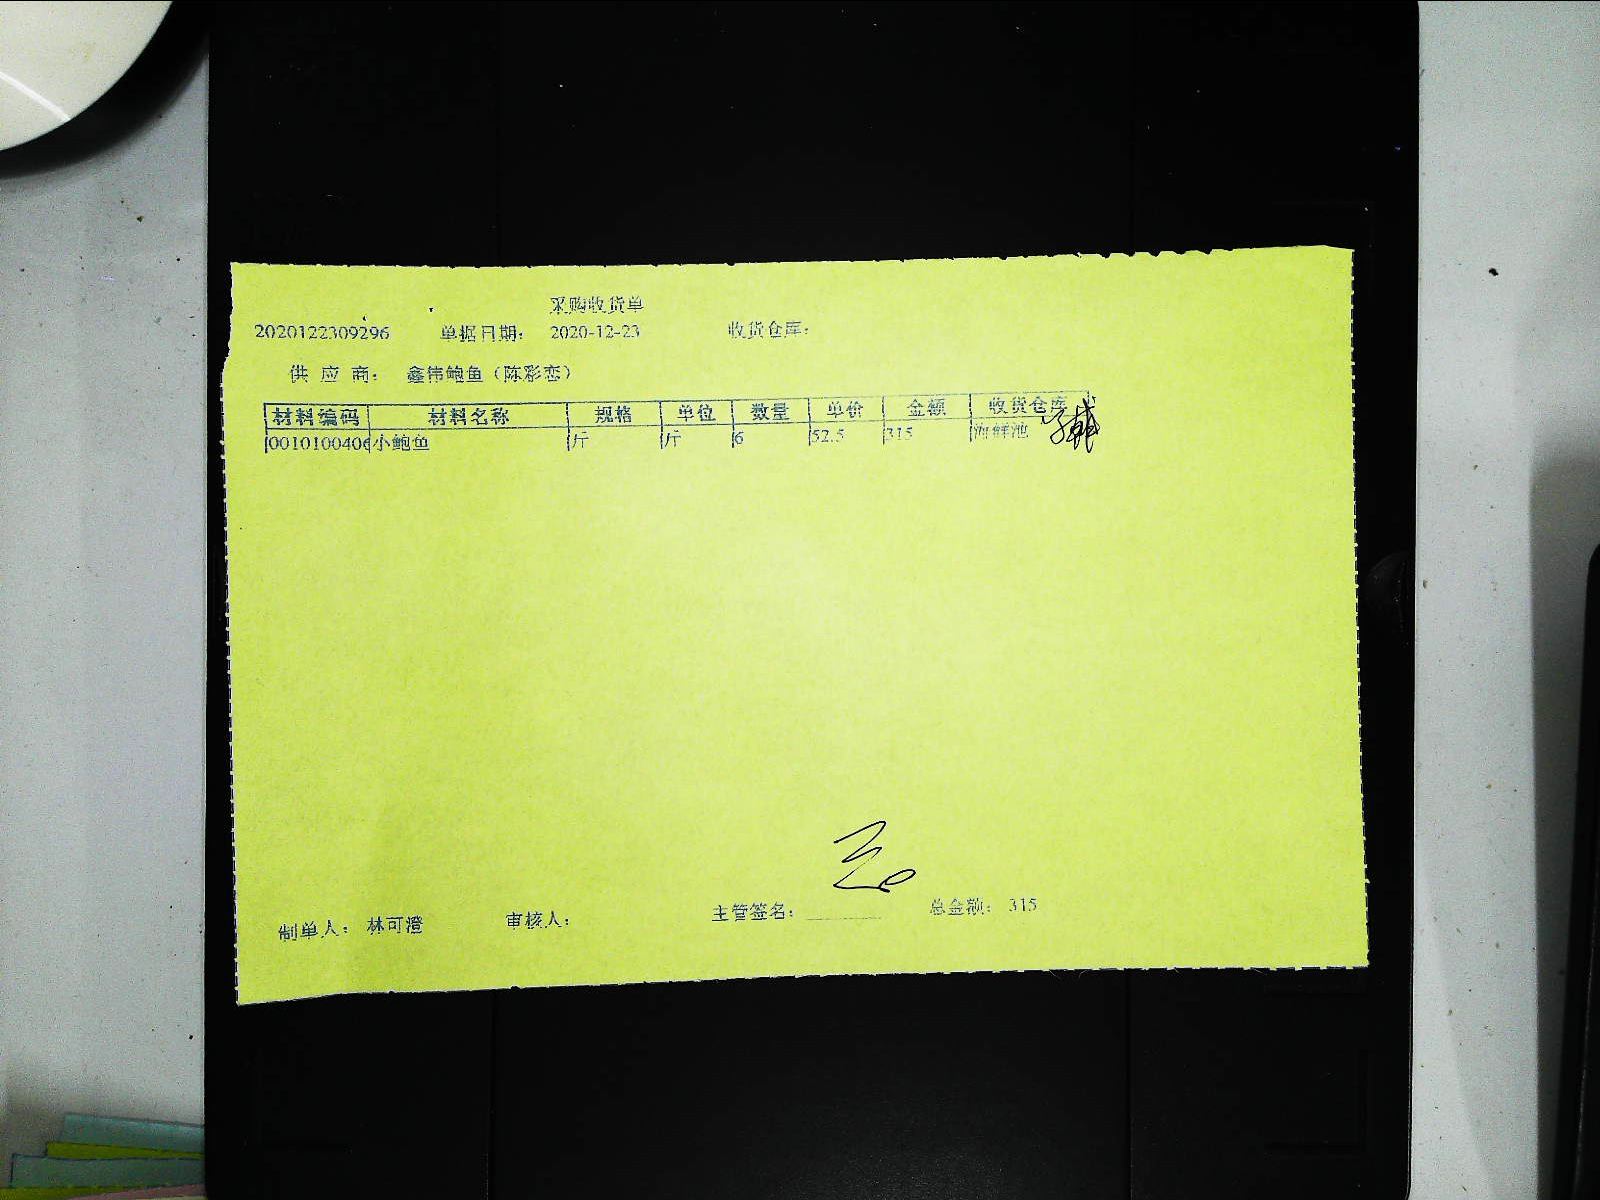 采购收货单
2020122309296 单据日期: 2020-12-23 收货仓库:
供应商: 鑫伟鲍鱼(陈彩恋)
材料编码 材料名称 规格 单位 数量 单价 金额 收货仓库
0010100406 小鲍鱼 斤 斤 6 52.5 315 海鲜池
制单人: 林可澄 审核人: 主管签名: 总金额: 315